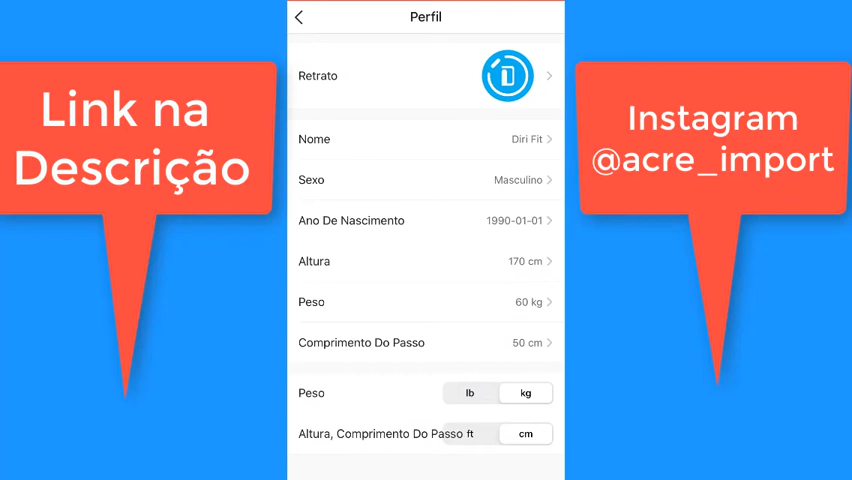 Perfil
Retrato
Nome Diri Fit
Sexo Masculino
Ano De Nascimento 1990-01-01
Altura 170 cm
Peso 60 kg
Comprimento Do Passo 50 cm
Peso lb kg
Altura, Comprimento Do Passo ft cm
Link na
Descrição
Instagram
@acre_import